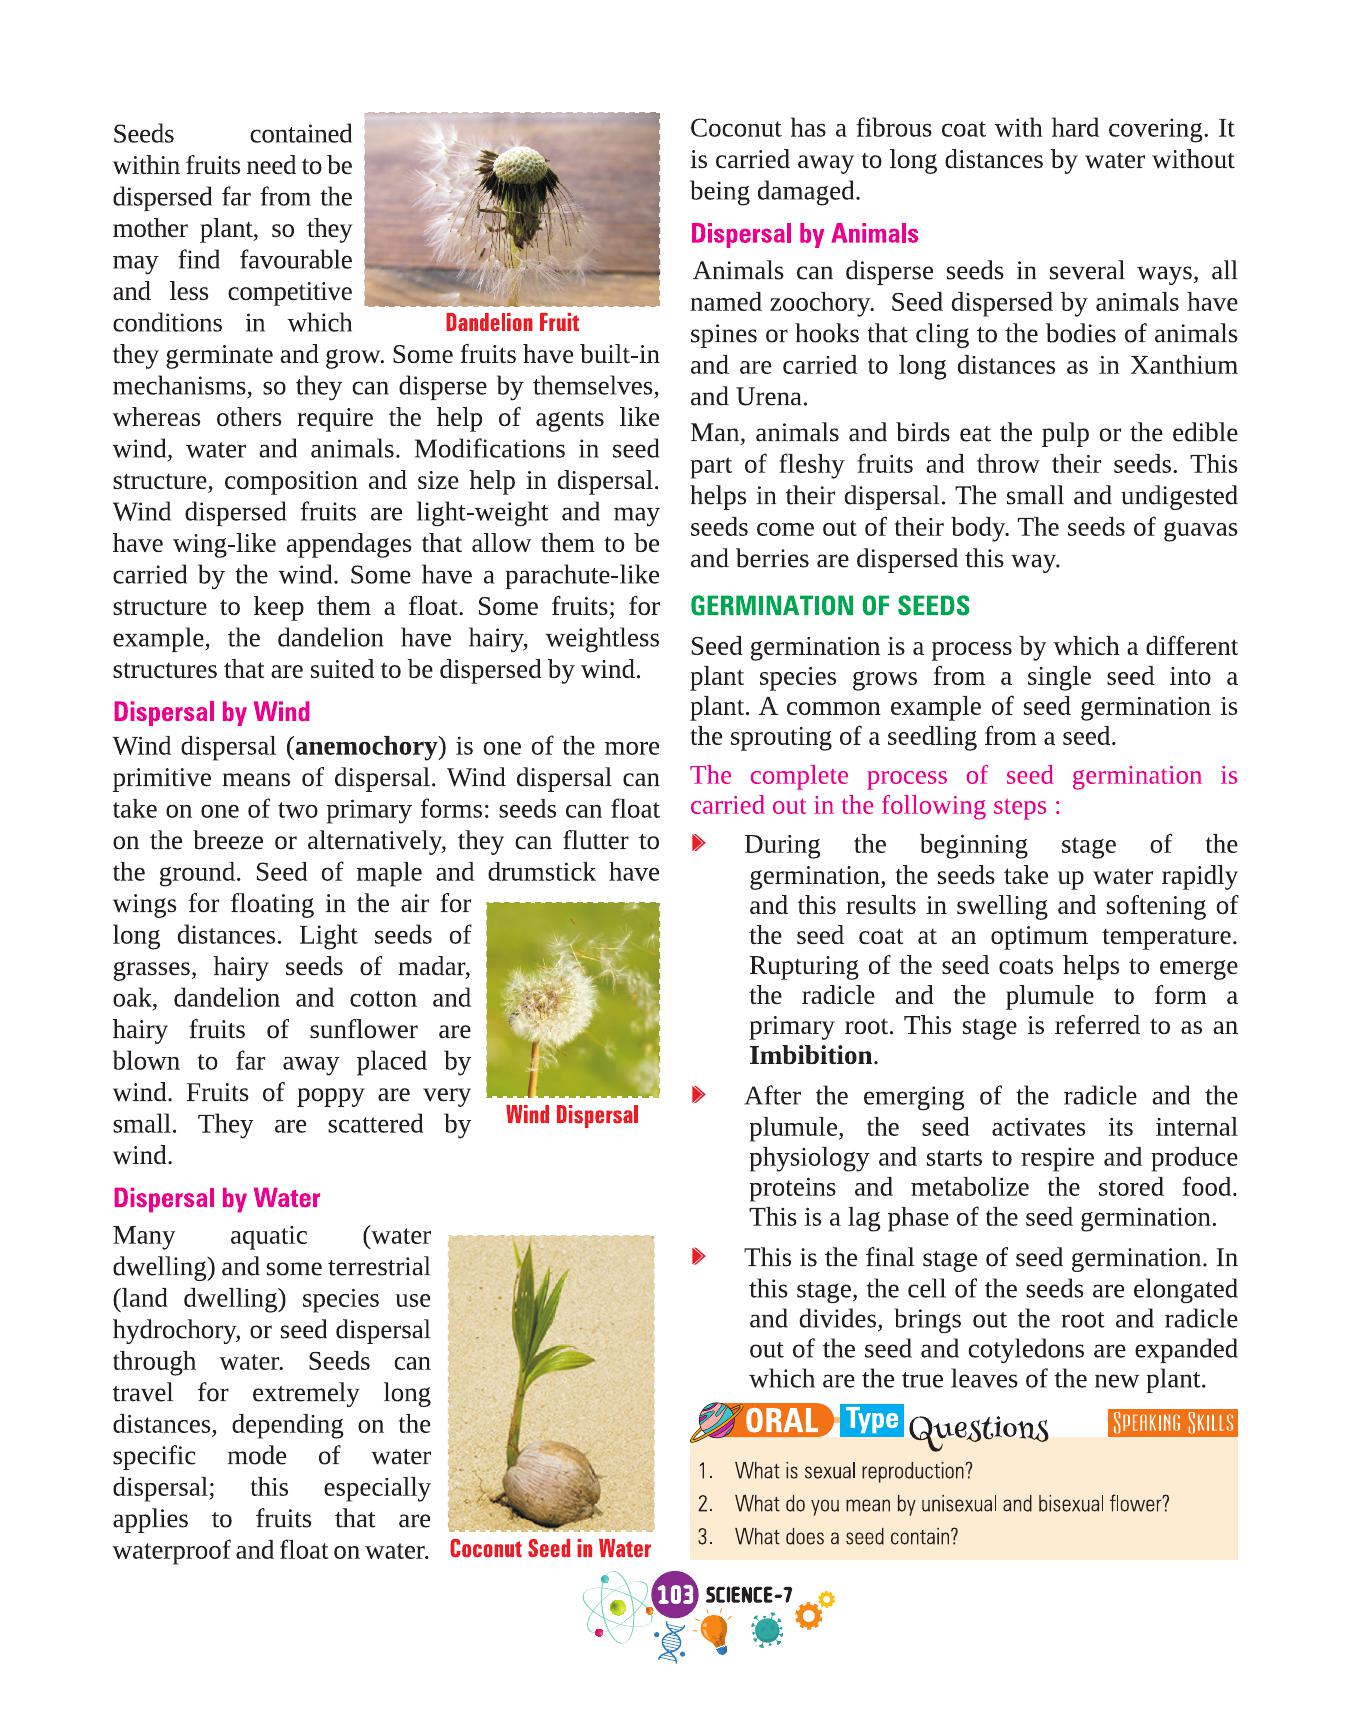 Seeds contained
within fruits need to be
dispersed far from the
mother plant, so they
may find favourable
and less competitive
conditions in which
Dandelion Fruit
they germinate and grow. Some fruits have built-in
mechanisms, so they can disperse by themselves,
whereas others require the help of agents like
wind, water and animals. Modifications in seed
structure, composition and size help in dispersal.
Wind dispersed fruits are light-weight and may
have wing-like appendages that allow them to be
carried by the wind. Some have a parachute-like
structure to keep them a float. Some fruits; for
example, the dandelion have hairy, weightless
structures that are suited to be dispersed by wind.
Dispersal by Wind
Wind dispersal (anemochory) is one of the more
primitive means of dispersal. Wind dispersal can
take on one of two primary forms: seeds can float
on the breeze or alternatively, they can flutter to
the ground. Seed of maple and drumstick have
wings for floating in the air for
long distances. Light seeds of
grasses, hairy seeds of madar,
oak, dandelion and cotton and
hairy fruits of sunflower are
blown to far away placed by
wind. Fruits of poppy are very
small. They are scattered by
wind.
Wind Dispersal
Dispersal by Water
Many aquatic (water
dwelling) and some terrestrial
(land dwelling) species use
hydrochory, or seed dispersal
through water. Seeds can
travel for extremely long
distances, depending on the
specific mode of water
dispersal; this especially
applies to fruits that are
waterproof and float on water.
Coconut Seed in Water
Coconut has a fibrous coat with hard covering. It
is carried away to long distances by water without
being damaged.
Dispersal by Animals
Animals can disperse seeds in several ways, all
named zoochory. Seed dispersed by animals have
spines or hooks that cling to the bodies of animals
and are carried to long distances as in Xanthium
and Urena.
Man, animals and birds eat the pulp or the edible
part of fleshy fruits and throw their seeds. This
helps in their dispersal. The small and undigested
seeds come out of their body. The seeds of guavas
and berries are dispersed this way.
GERMINATION OF SEEDS
Seed germination is a process by which a different
plant species grows from a single seed into a
plant. A common example of seed germination is
the sprouting of a seedling from a seed.
The complete process of seed germination is
carried out in the following steps :
During the beginning stage of the
germination, the seeds take up water rapidly
and this results in swelling and softening of
the seed coat at an optimum temperature.
Rupturing of the seed coats helps to emerge
the radicle and the plumule to form a
primary root. This stage is referred to as an
Imbibition.
After the emerging of the radicle and the
plumule, the seed activates its internal
physiology and starts to respire and produce
proteins and metabolize the stored food.
This is a lag phase of the seed germination.
This is the final stage of seed germination. In
this stage, the cell of the seeds are elongated
and divides, brings out the root and radicle
out of the seed and cotyledons are expanded
which are the true leaves of the new plant.
ORAL Type Questions SPEAKING SKILLS
1. What is sexual reproduction?
2. What do you mean by unisexual and bisexual flower?
3. What does a seed contain?
103 SCIENCE-7